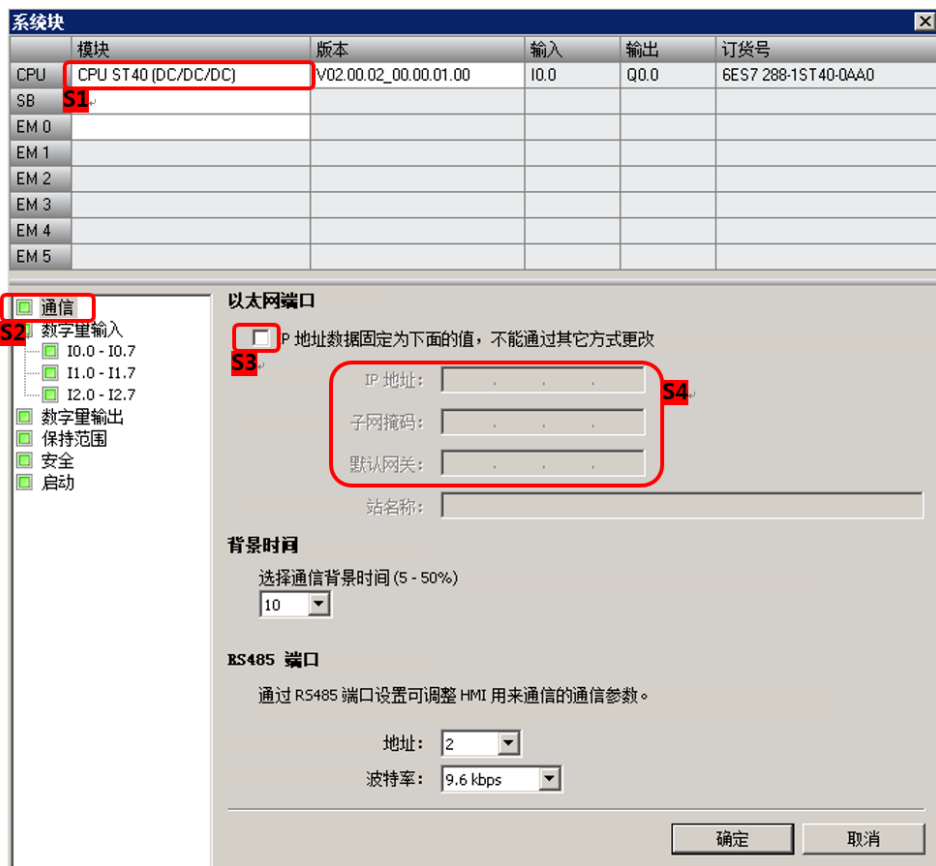 系统块
模块 版本 输入 输出 订货号
CPU CPU ST40 (DC/DC/DC) V02.00.02_00.00.01.00 I0.0 Q0.0 6ES7 288-1ST40-0AA0
SB S1
EM 0
EM 1
EM 2
EM 3
EM 4
EM 5
通信
S2 数字量输入
I0.0 - I0.7
I1.0 - I1.7
I2.0 - I2.7
数字量输出
保持范围
安全
启动
以太网端口
P 地址数据固定为下面的值，不能通过其它方式更改
S3
IP 地址: . . .
S4
子网掩码: . . .
默认网关: . . .
站名称:
背景时间
选择通信背景时间 (5 - 50%)
10
RS485 端口
通过 RS485 端口设置可调整 HMI 用来通信的通信参数。
地址: 2
波特率: 9.6 kbps
确定 取消